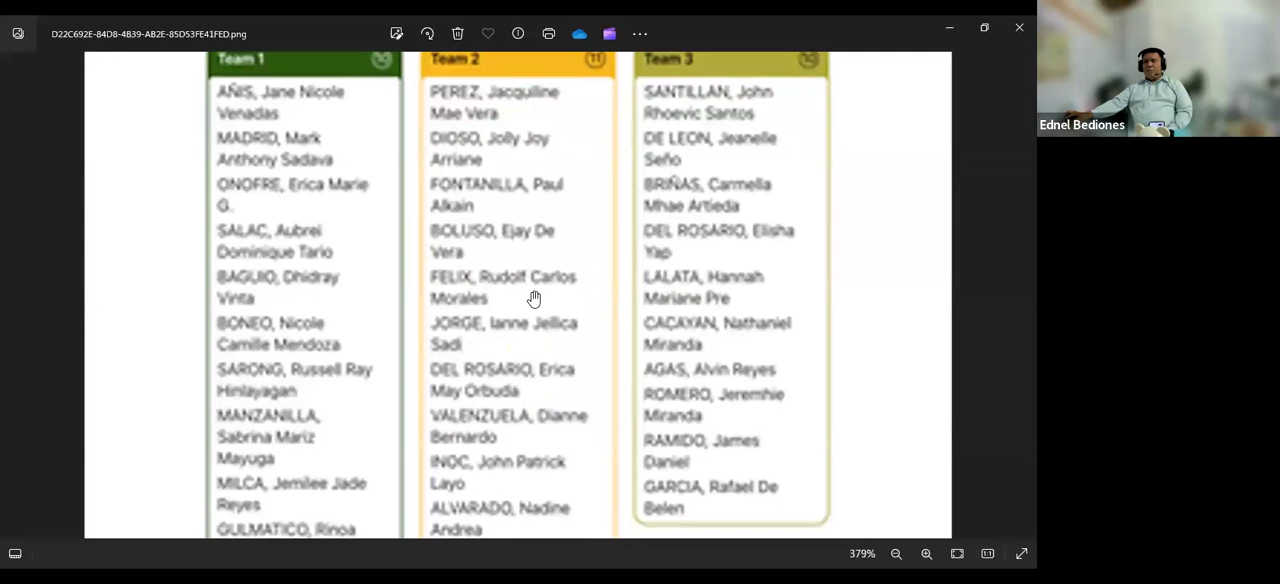 D22C692E-84D8-4B39-AB2E-85D53FE41FED.png
Team 1
AÑIS, Jane Nicole
Venadas
MADRID, Mark
Anthony Sadava
ONOFRE, Erica Marie
G.
SALAC, Aubrei
Dominique Tario
BAGUIO, Dhidray
Vinta
BONEO, Nicole
Camille Mendoza
SARONG, Russell Ray
Hinlayagan
MANZANILLA,
Sabrina Mariz
Mayuga
MILCA, Jemilee Jade
Reyes
GULMATICO, Rinoa
Team 2
11
PEREZ, Jacquiline
Mae Vera
DIOSO, Jolly Joy
Arriane
FONTANILLA, Paul
Alkain
BOLUSO, Ejay De
Vera
FELIX, Rudolf Carlos
Morales
JORGE, Ianne Jellica
Sadi
DEL ROSARIO, Erica
May Orbuda
VALENZUELA, Dianne
Bernardo
INOC, John Patrick
Layo
ALVARADO, Nadine
Andrea
Team 3
SANTILLAN, John
Rhoevic Santos
DE LEON, Jeanelle
Seño
BRIÑAS, Carmella
Mhae Artieda
DEL ROSARIO, Elisha
Yap
LALATA, Hannah
Mariane Pre
CACAYAN, Nathaniel
Miranda
AGAS, Alvin Reyes
ROMERO, Jeremhie
Miranda
RAMIDO, James
Daniel
GARCIA, Rafael De
Belen
Ednel Bediones
379%
1:1